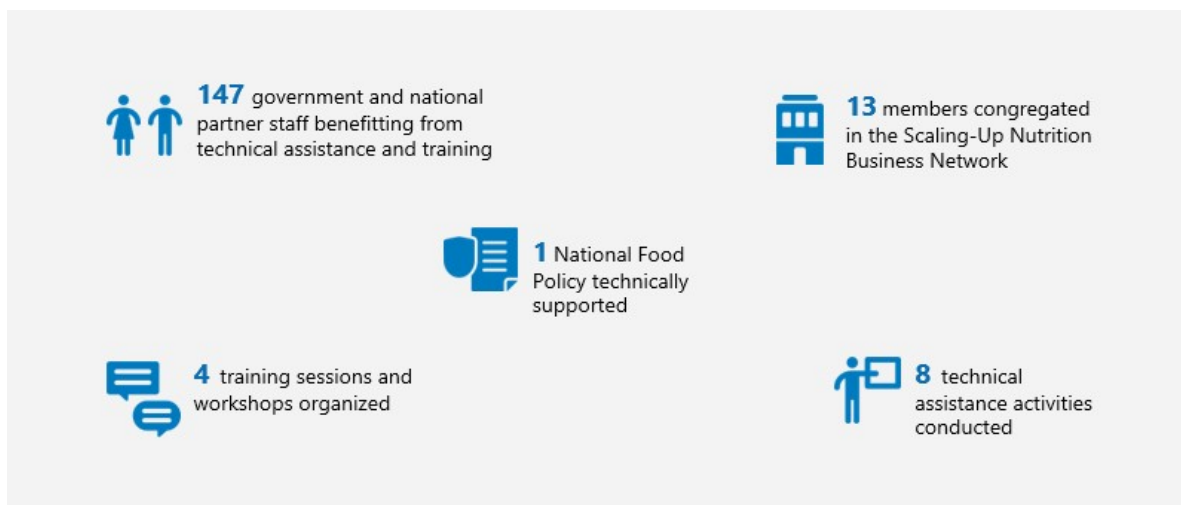 147 government and national
partner staff benefitting from
technical assistance and training
13 members congregated
in the Scaling-Up Nutrition
Business Network
1 National Food
Policy technically
supported
4 training sessions and
workshops organized
8 technical
assistance activities
conducted